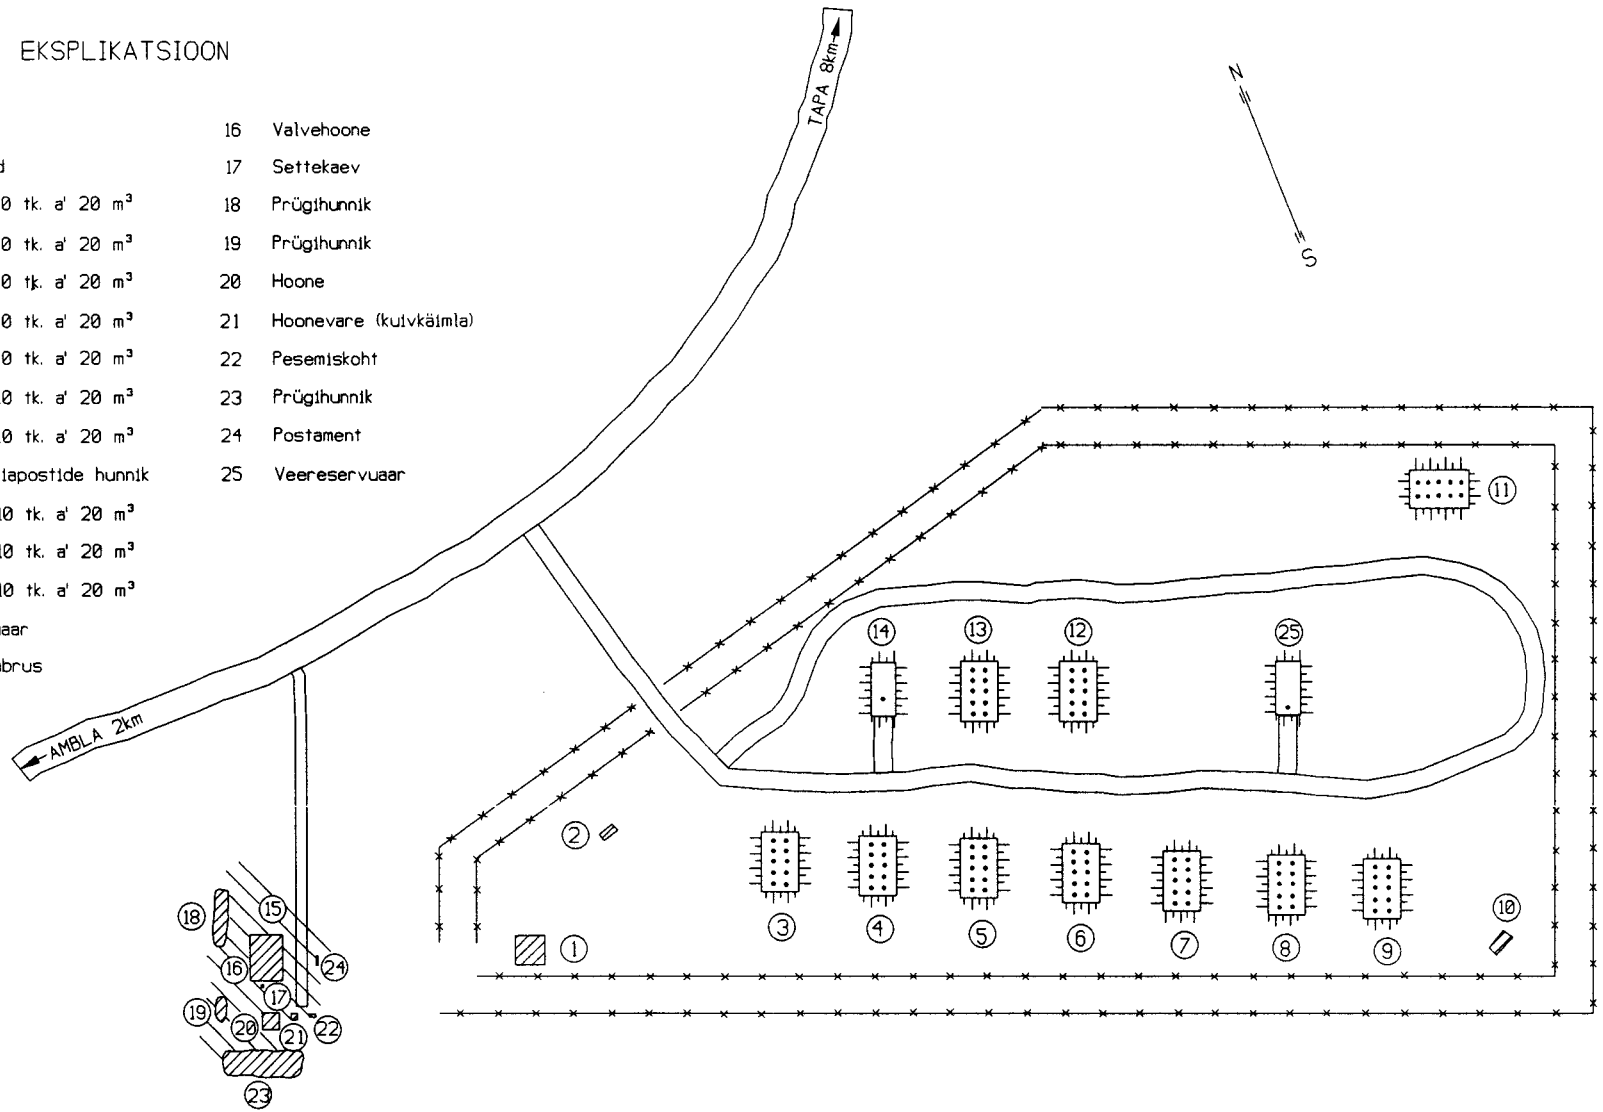 EKSPLIKATSIOON
d
0 tk. a' 20 m³
0 tk. a' 20 m³
0 tk. a' 20 m³
0 tk. a' 20 m³
0 tk. a' 20 m³
0 tk. a' 20 m³
0 tk. a' 20 m³
iapostide hunnik
10 tk. a' 20 m³
10 tk. a' 20 m³
10 tk. a' 20 m³
aar
brus
16 Valvehoone
17 Settekaev
18 Prügihunnik
19 Prügihunnik
20 Hoone
21 Hoonevare (kuivkäimla)
22 Pesemiskoht
23 Prügihunnik
24 Postament
25 Veereservuaar
TAPA 8km
N
S
AMBLA 2km
11
14
13
12
25
2
3
4
5
6
7
8
9
10
1
18
15
16
24
17
19
20
21
22
23